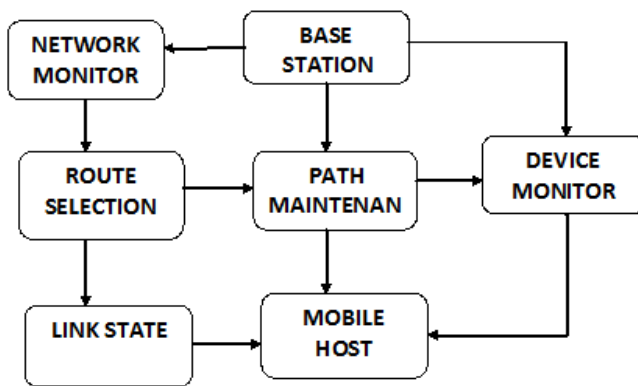 NETWORK
MONITOR
BASE
STATION
ROUTE
SELECTION
PATH
MAINTENAN
DEVICE
MONITOR
LINK STATE
MOBILE
HOST